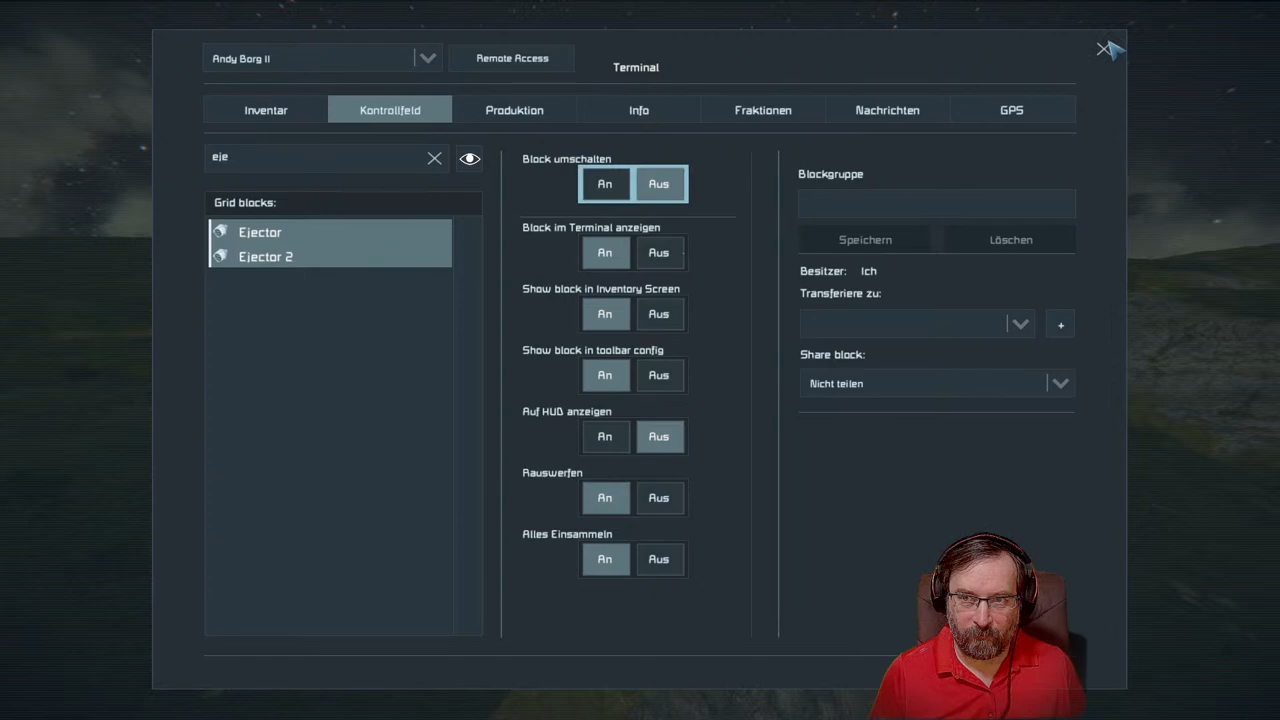 Andy Borg II
Remote Access
Terminal
Inventar
Kontrollfeld
Produktion
Info
Fraktionen
Nachrichten
GPS
eje
Grid blocks:
Ejector
Ejector 2
Block umschalten
An Aus
Block im Terminal anzeigen
An Aus
Show block in Inventory Screen
An Aus
Show block in toolbar config
An Aus
Auf HUD anzeigen
An Aus
Rauswerfen
An Aus
Alles Einsammeln
An Aus
Blockgruppe
Speichern Löschen
Besitzer: Ich
Transferiere zu:
+
Share block:
Nicht teilen